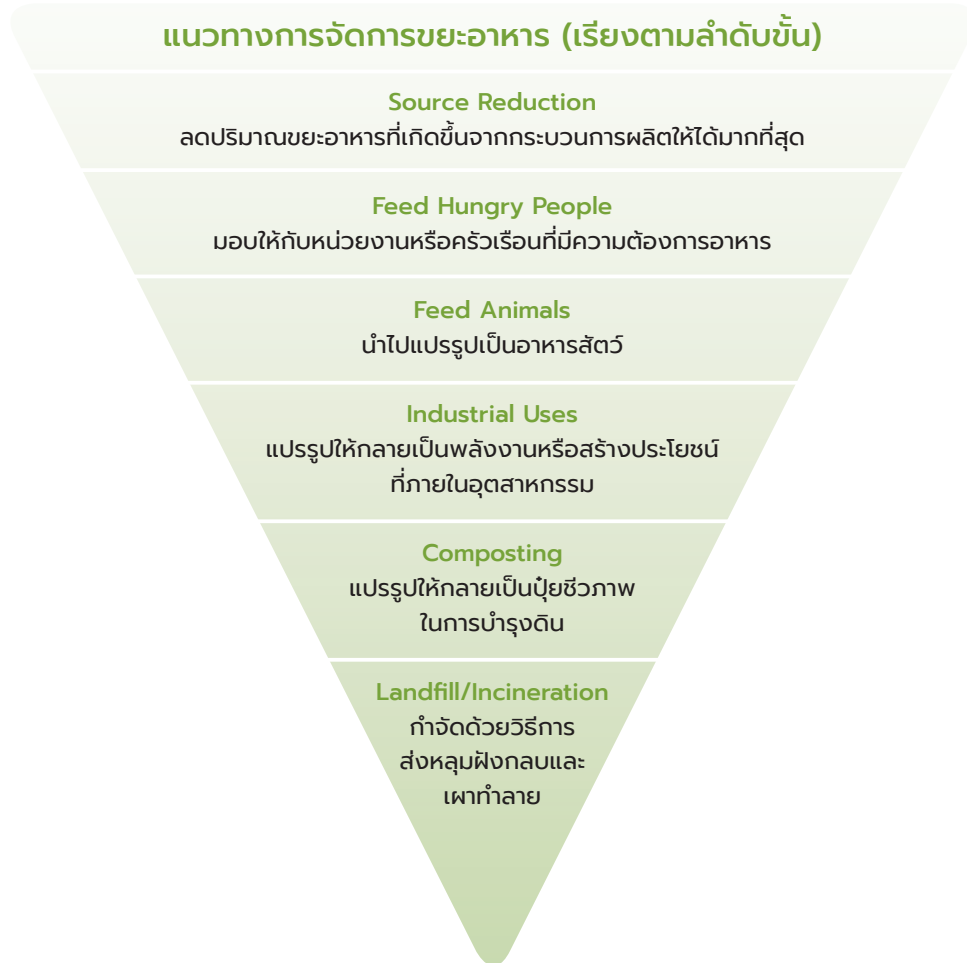 แนวทางการจัดการขยะอาหาร (เรียงตามลำดับขั้น)
Source Reduction
ลดปริมาณขยะอาหารที่เกิดขึ้นจากกระบวนการผลิตให้ได้มากที่สุด
Feed Hungry People
มอบให้กับหน่วยงานหรือครัวเรือนที่มีความต้องการอาหาร
Feed Animals
นำไปแปรรูปเป็นอาหารสัตว์
Industrial Uses
แปรรูปให้กลายเป็นพลังงานหรือสร้างประโยชน์
ที่ภายในอุตสาหกรรม
Composting
แปรรูปให้กลายเป็นปุ๋ยชีวภาพ
ในการบำรุงดิน
Landfill/Incineration
กำจัดด้วยวิธีการ
ส่งหลุมฝังกลบและ
เผาทำลาย